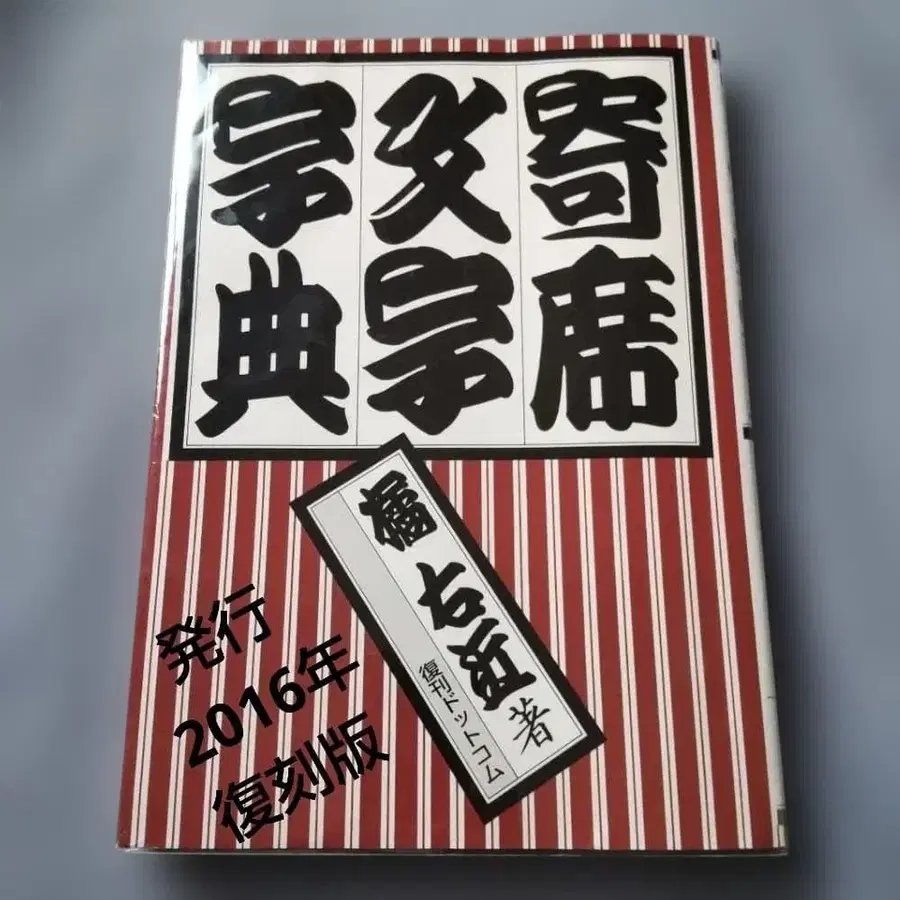 寄席
文字
字典
橘右近著
復刊ドットコム
発行
2016年
復刻版